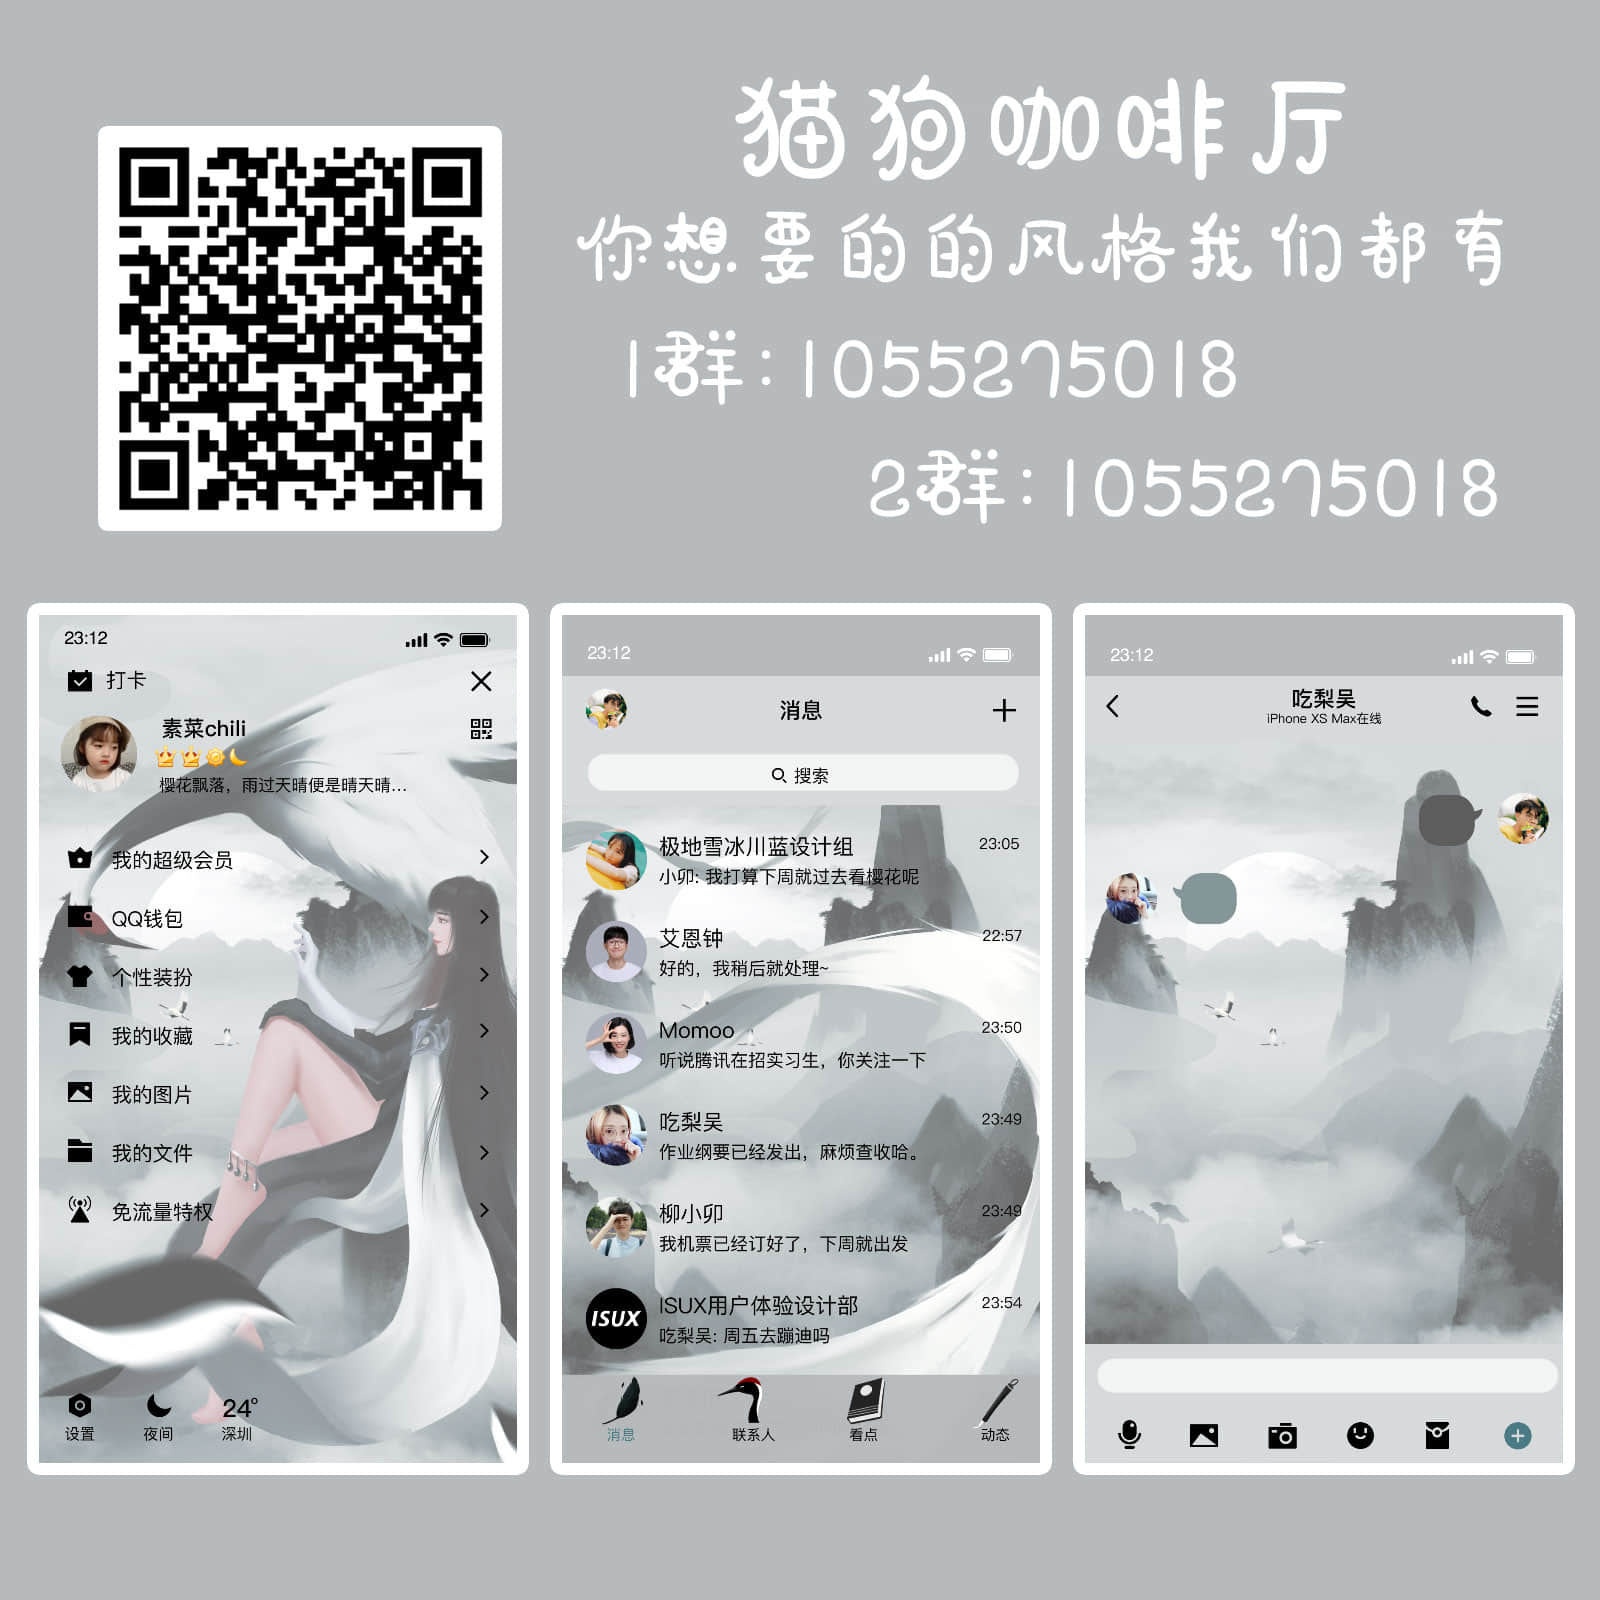 猫狗咖啡厅
你想要的的风格我们都有
1群:1055275018
2群:1055275018
23:12
打卡
素菜chili
樱花飘落，雨过天晴便是晴天晴...
我的超级会员
QQ钱包
个性装扮
我的收藏
我的图片
我的文件
免流量特权
设置
夜间
24°
深圳
23:12
消息
搜索
极地雪冰川蓝设计组 23:05
小卯: 我打算下周就过去看樱花呢
艾恩钟 22:57
好的，我稍后就处理~
Momoo 23:50
听说腾讯在招实习生，你关注一下
吃梨吴 23:49
作业纲要已经发出，麻烦查收哈。
柳小卯 23:49
我机票已经订好了，下周就出发
ISUX
ISUX用户体验设计部 23:54
吃梨吴: 周五去蹦迪吗
消息 联系人 看点 动态
23:12
吃梨吴
iPhone XS Max在线